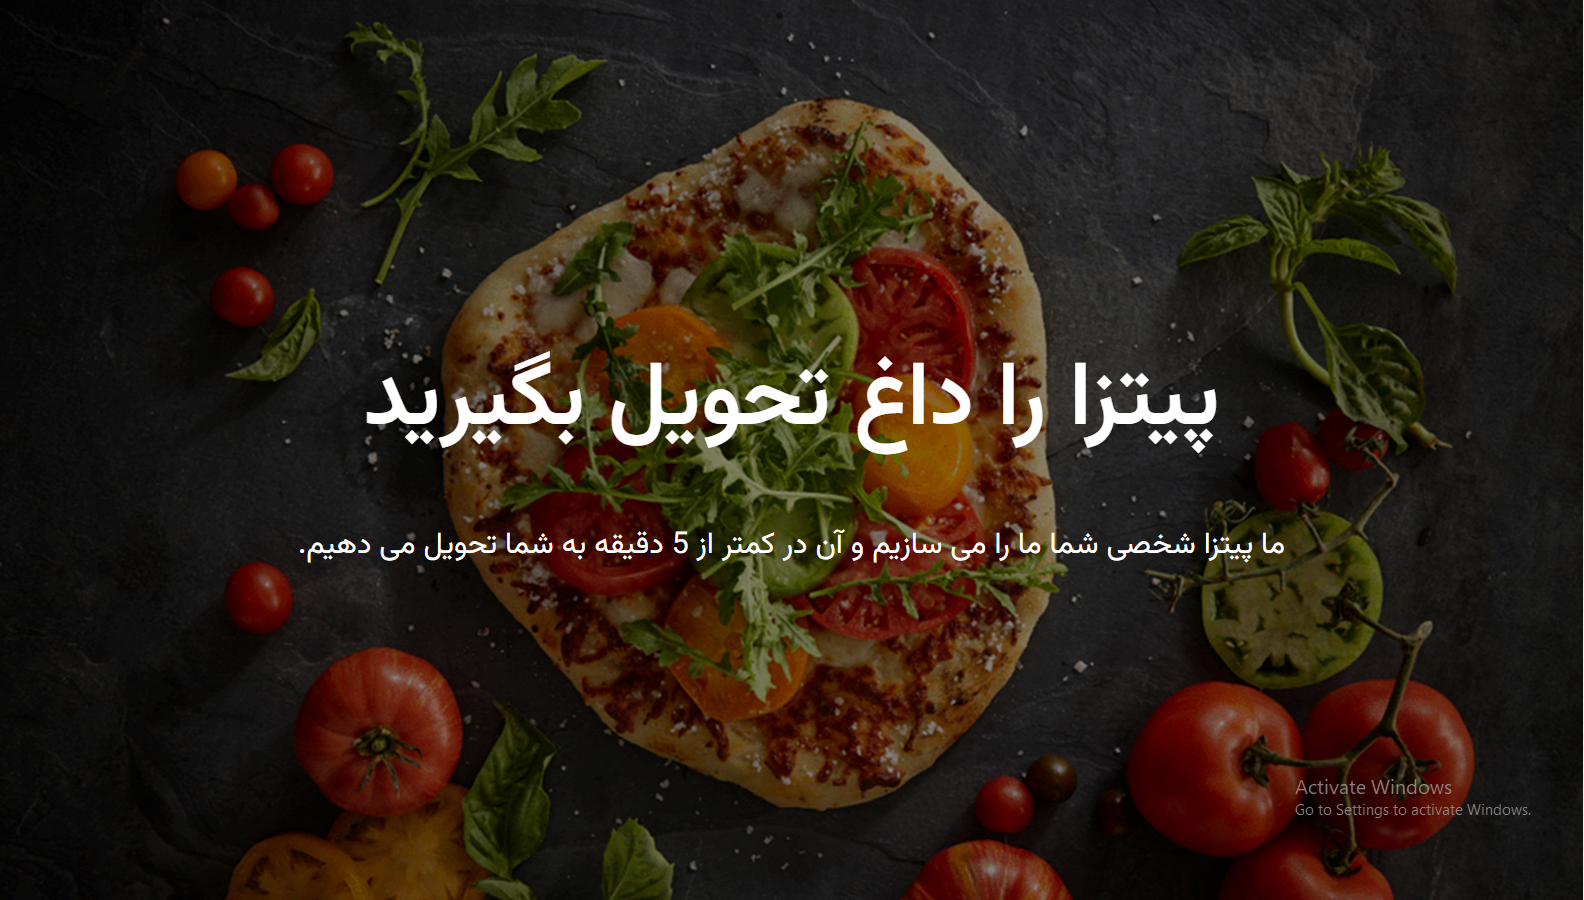 پیتزا را داغ تحویل بگیرید
ما پیتزا شخصی شما ما را می سازیم و آن در کمتر از 5 دقیقه به شما تحویل می دهیم.
Activate Windows
Go to Settings to activate Windows.